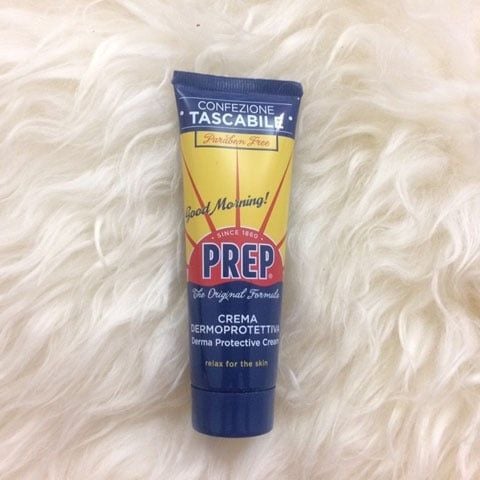 CONFEZIONE
TASCABILE
Paraben Free
Good Morning!
SINCE 1860
PREP®
The Original Formula
CREMA
DERMOPROTETTIVA
Derma Protective Cream
relax for the skin